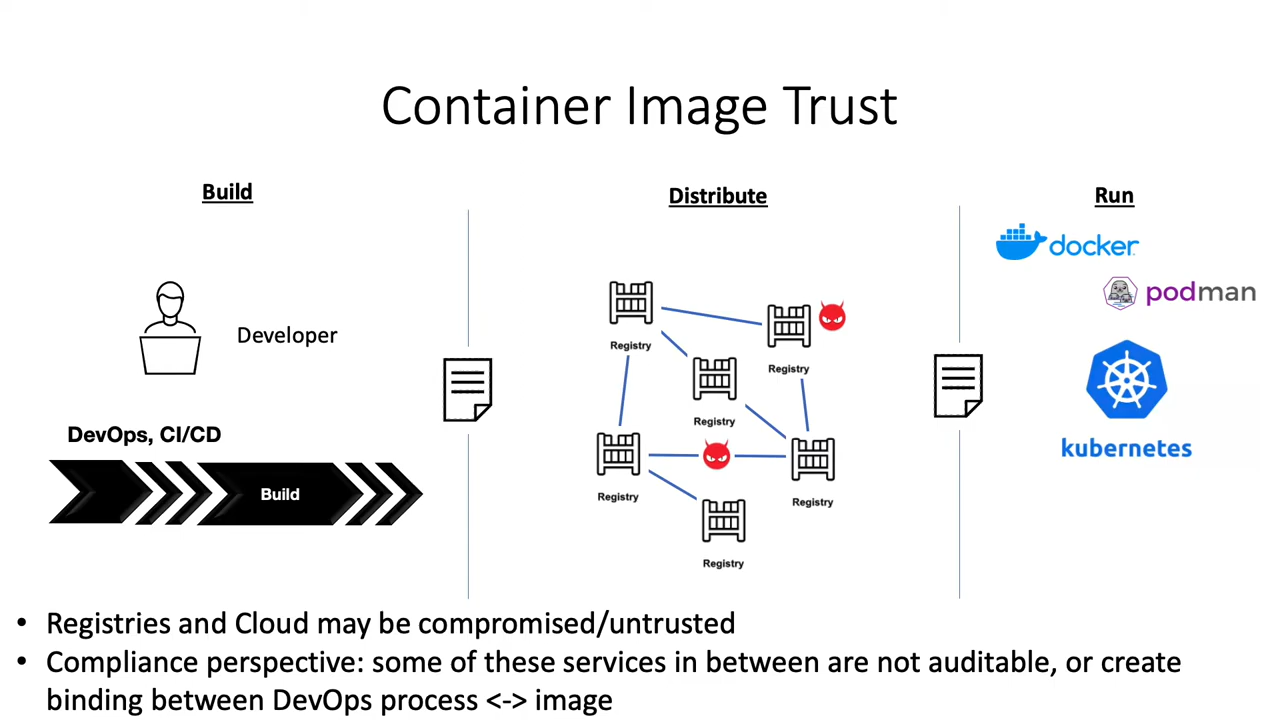 Container Image Trust
Build
Distribute
Run
docker
podman
Developer
Registry
Registry
Registry
DevOps, CI/CD
Build
kubernetes
Registry
Registry
Registry
• Registries and Cloud may be compromised/untrusted
• Compliance perspective: some of these services in between are not auditable, or create
binding between DevOps process <-> image